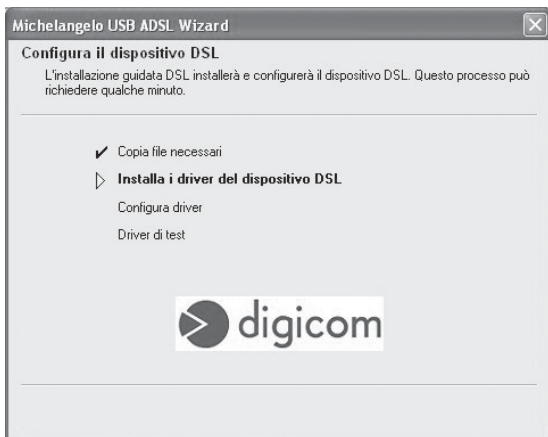 Michelangelo USB ADSL Wizard
Configura il dispositivo DSL
L'installazione guidata DSL installerà e configurerà il dispositivo DSL. Questo processo può
richiedere qualche minuto.
Copia file necessari
Installa i driver del dispositivo DSL
Configura driver
Driver di test
digicom